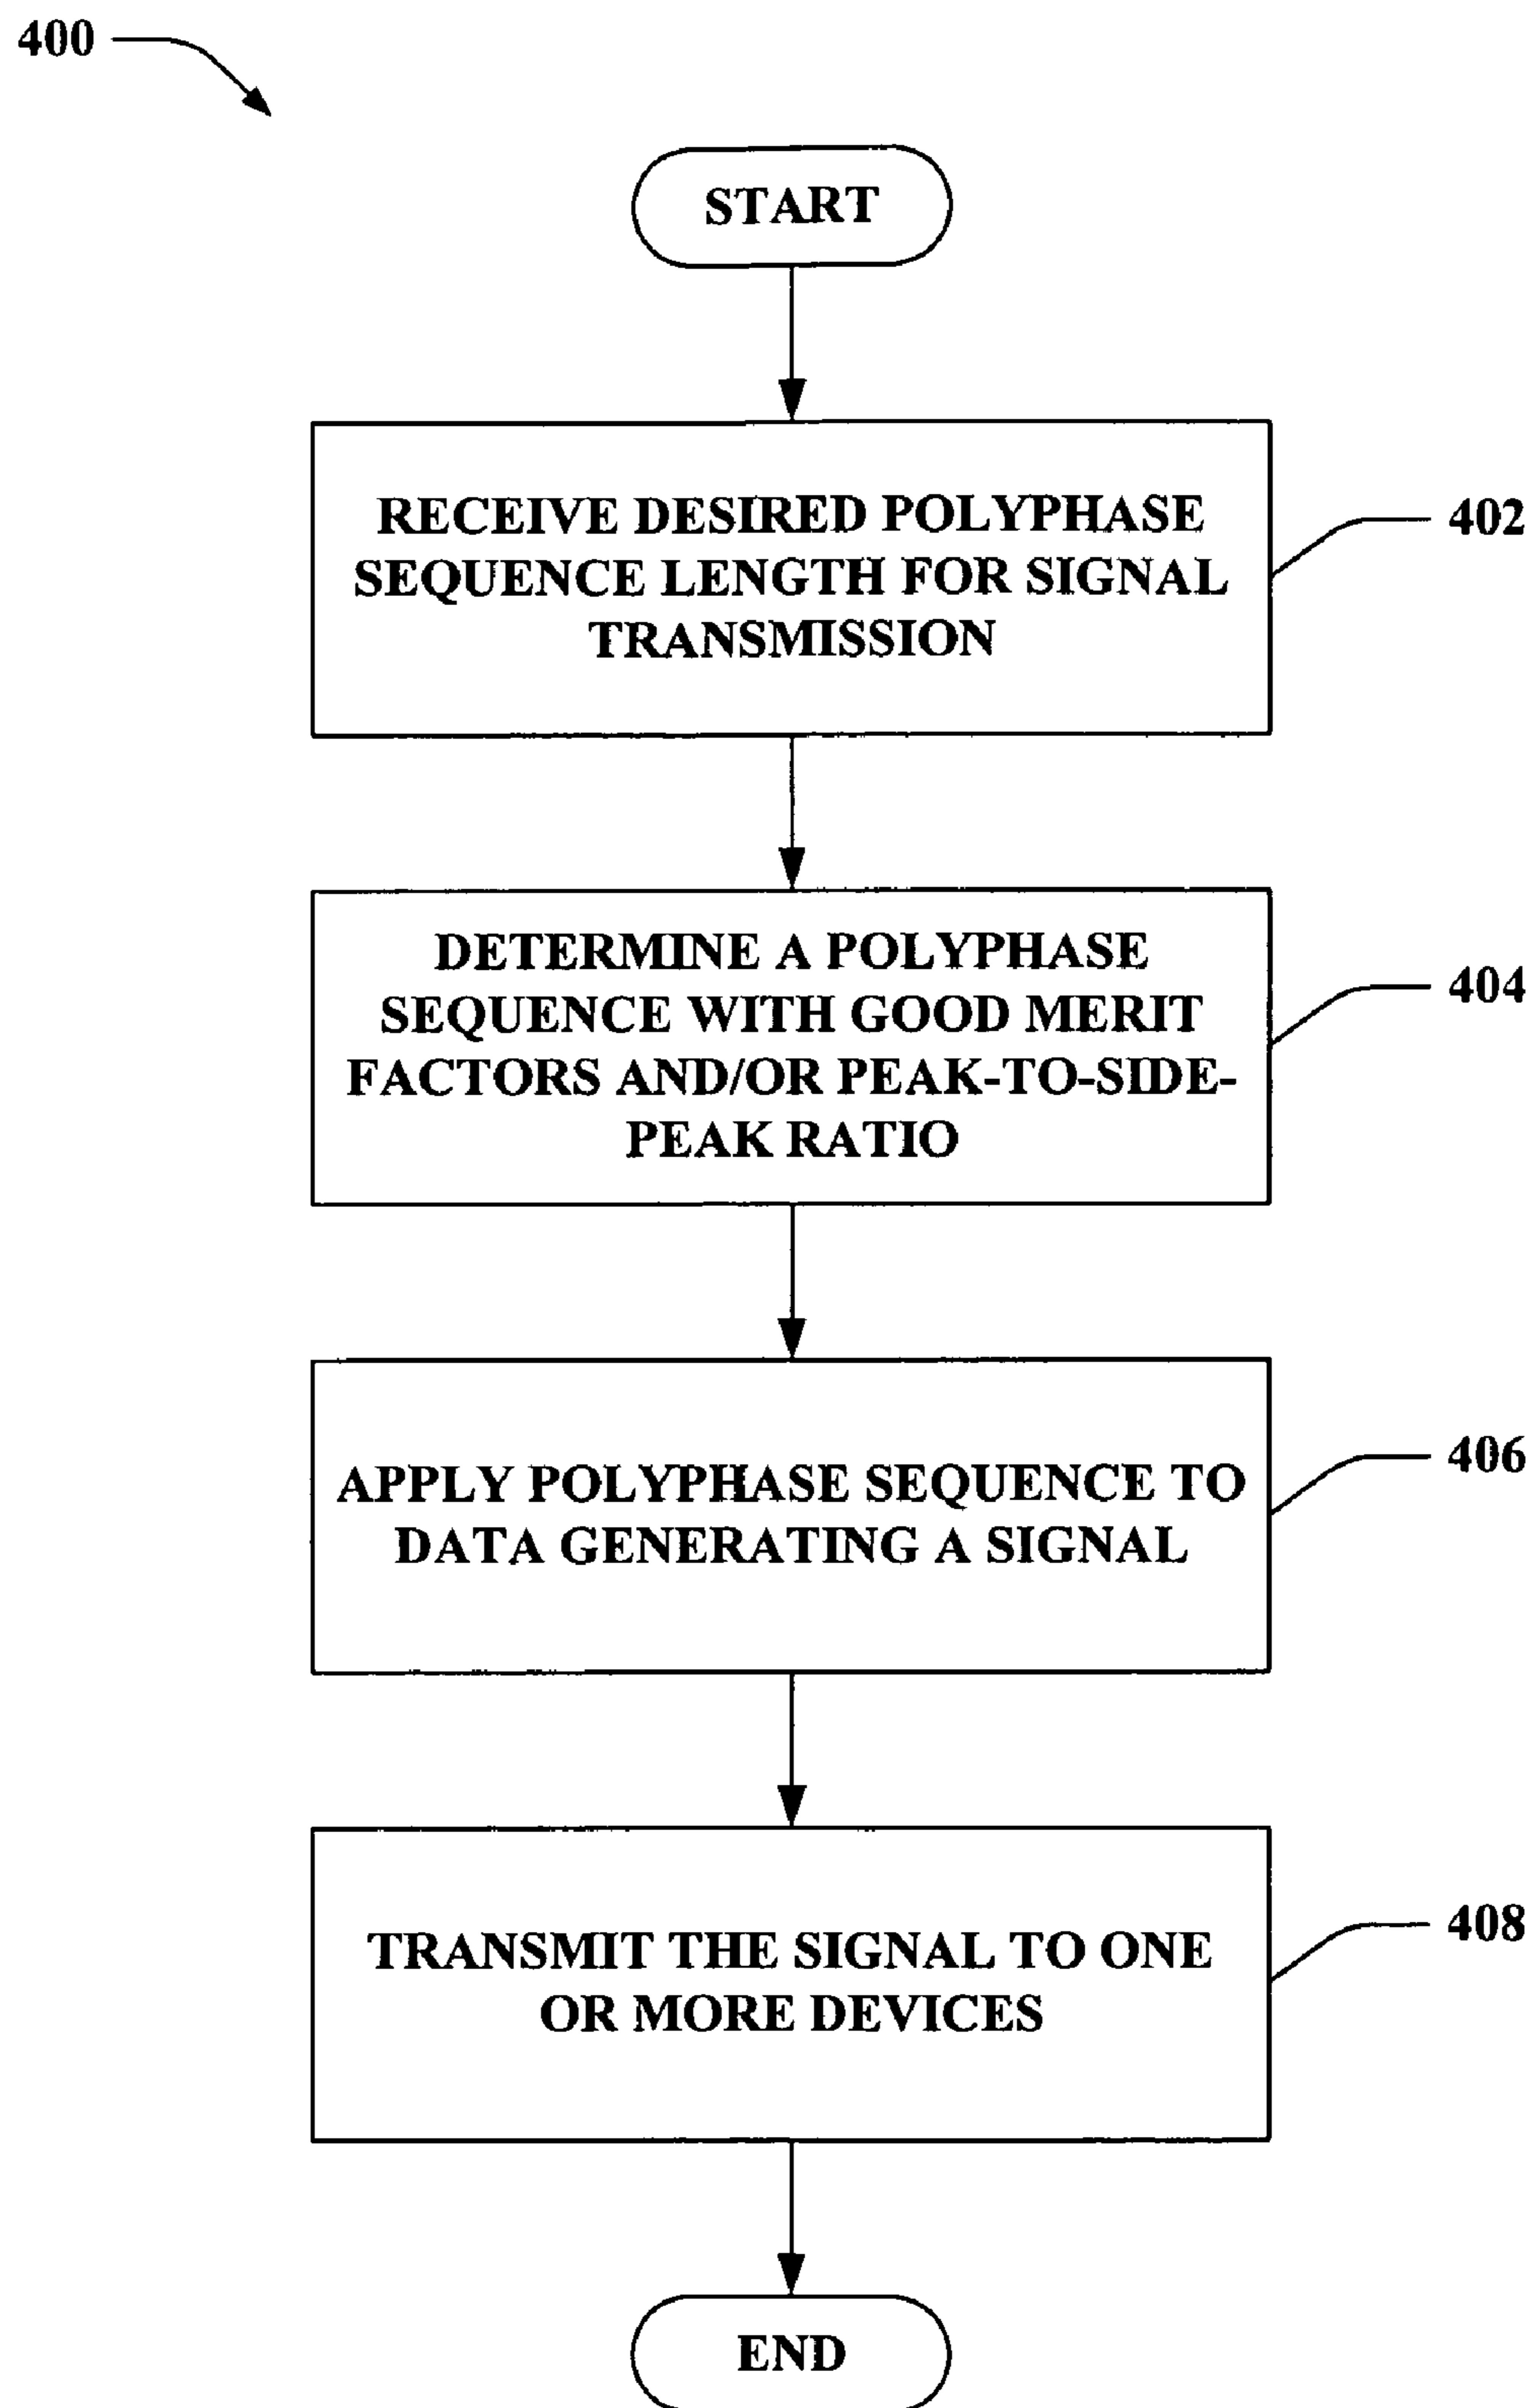 400
START
RECEIVE DESIRED POLYPHASE
SEQUENCE LENGTH FOR SIGNAL
TRANSMISSION
402
DETERMINE A POLYPHASE
SEQUENCE WITH GOOD MERIT
FACTORS AND/OR PEAK-TO-SIDE-
PEAK RATIO
404
APPLY POLYPHASE SEQUENCE TO
DATA GENERATING A SIGNAL
406
TRANSMIT THE SIGNAL TO ONE
OR MORE DEVICES
408
END